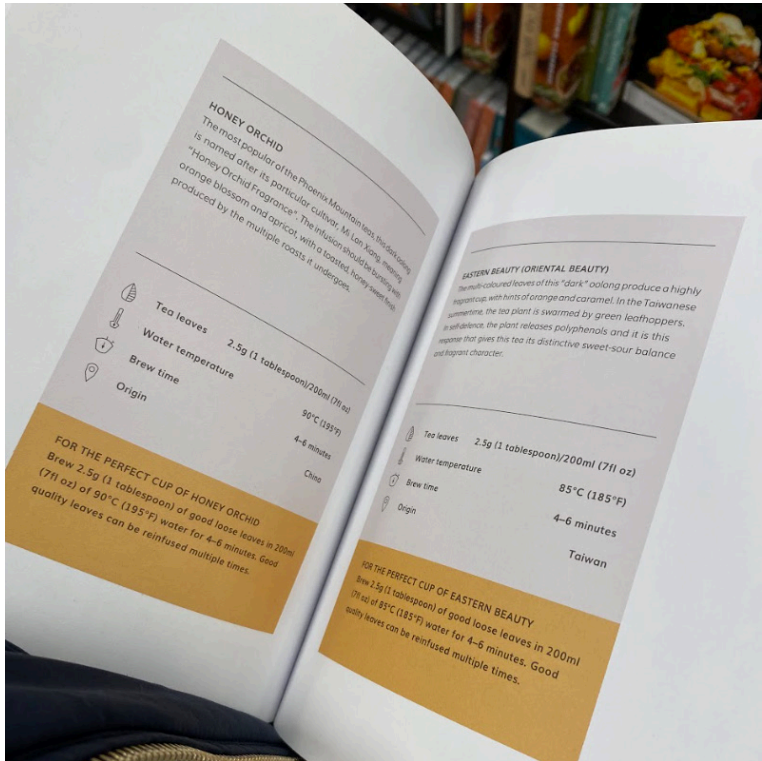 HONEY ORCHID
The most popular of the Phoenix Mountain teas, this dark oolong
is named after its particular cultivar, Mi Lan Xiang, meaning
"Honey Orchid Fragrance". The infusion should be bursting with
orange blossom and apricot, with a toasted, honey-sweet finish
produced by the multiple roasts it undergoes.
Tea leaves 2.5g (1 tablespoon)/200ml (7fl oz)
Water temperature 90°C (195°F)
Brew time 4–6 minutes
Origin China
FOR THE PERFECT CUP OF HONEY ORCHID
Brew 2.5g (1 tablespoon) of good loose leaves in 200ml
(7fl oz) of 90°C (195°F) water for 4–6 minutes. Good
quality leaves can be reinfused multiple times.
EASTERN BEAUTY (ORIENTAL BEAUTY)
The multi-coloured leaves of this "dark" oolong produce a highly
fragrant cup, with hints of orange and caramel. In the Taiwanese
summertime, the tea plant is swarmed by green leafhoppers.
In self-defence, the plant releases polyphenols and it is this
response that gives this tea its distinctive sweet-sour balance
and fragrant character.
Tea leaves 2.5g (1 tablespoon)/200ml (7fl oz)
Water temperature 85°C (185°F)
Brew time 4–6 minutes
Origin Taiwan
FOR THE PERFECT CUP OF EASTERN BEAUTY
Brew 2.5g (1 tablespoon) of good loose leaves in 200ml
(7fl oz) of 85°C (185°F) water for 4–6 minutes. Good
quality leaves can be reinfused multiple times.